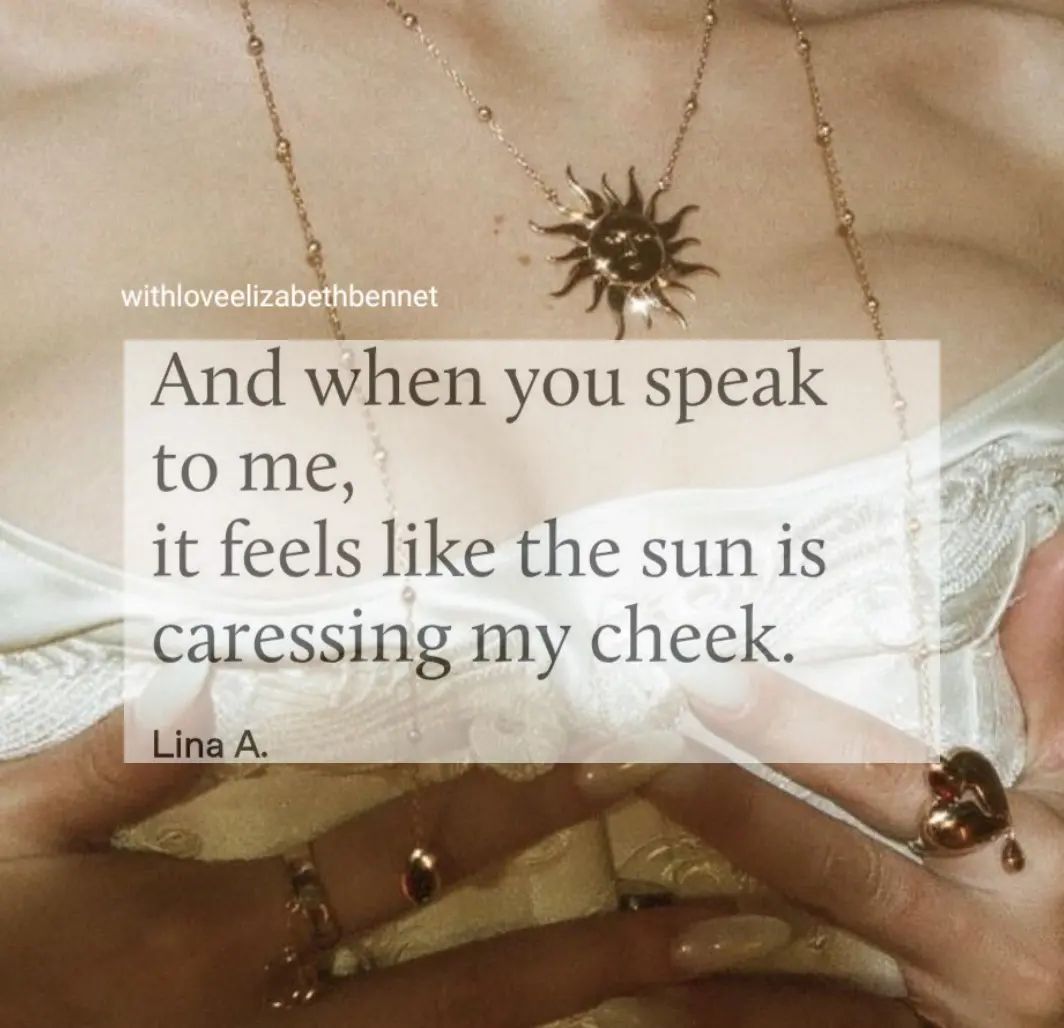 withloveelizabethbennet
And when you speak
to me,
it feels like the sun is
caressing my cheek.
Lina A.